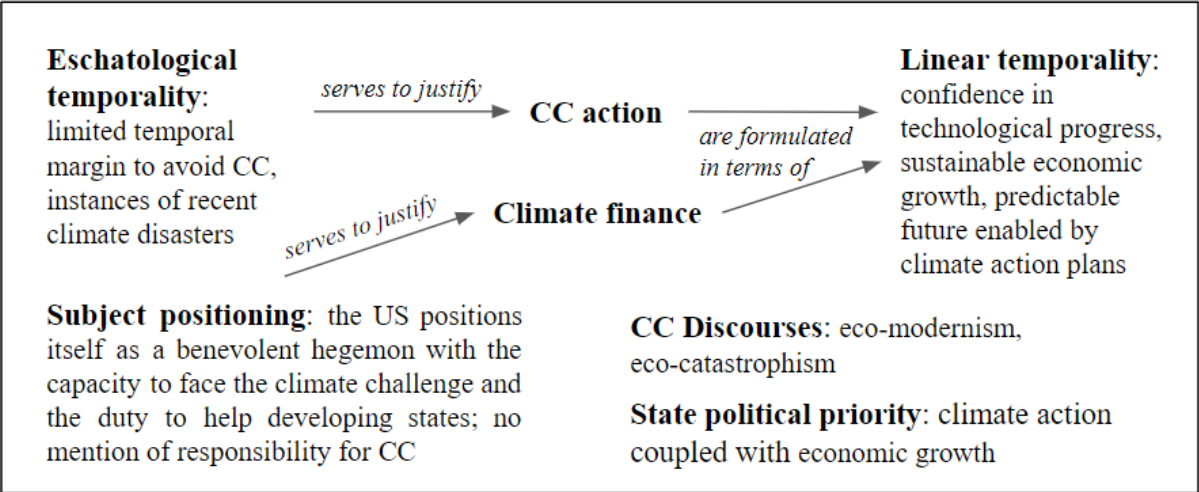 Eschatological
temporality:
limited temporal
margin to avoid CC,
instances of recent
climate disasters
serves to justify
CC action
are formulated
in terms of
Linear temporality:
confidence in
technological progress,
sustainable economic
growth, predictable
future enabled by
climate action plans
serves to justify
Climate finance
Subject positioning: the US positions
itself as a benevolent hegemon with the
capacity to face the climate challenge and
the duty to help developing states; no
mention of responsibility for CC
CC Discourses: eco-modernism,
eco-catastrophism
State political priority: climate action
coupled with economic growth